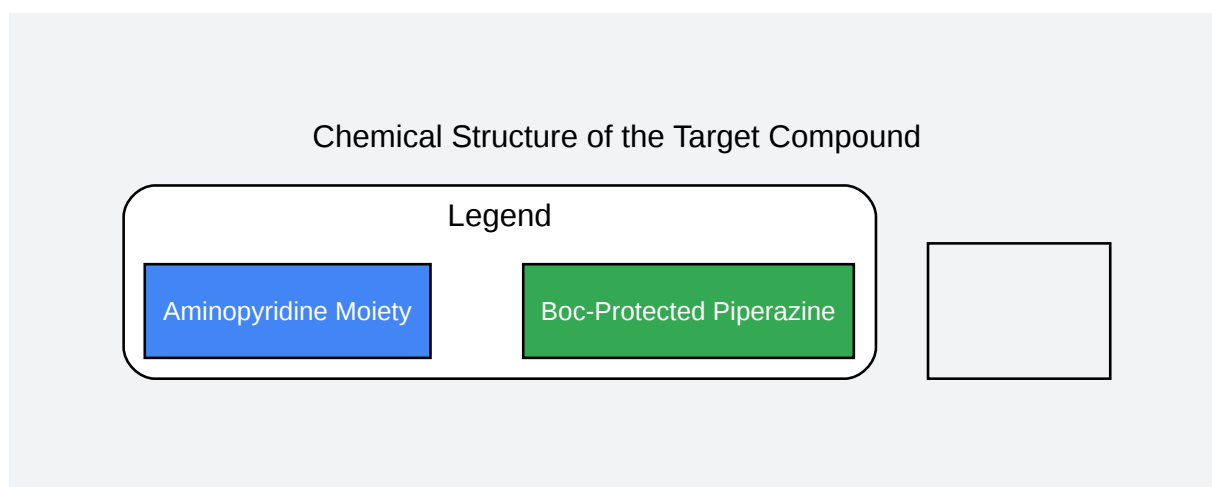 Chemical Structure of the Target Compound
Legend
Aminopyridine Moiety
Boc-Protected Piperazine